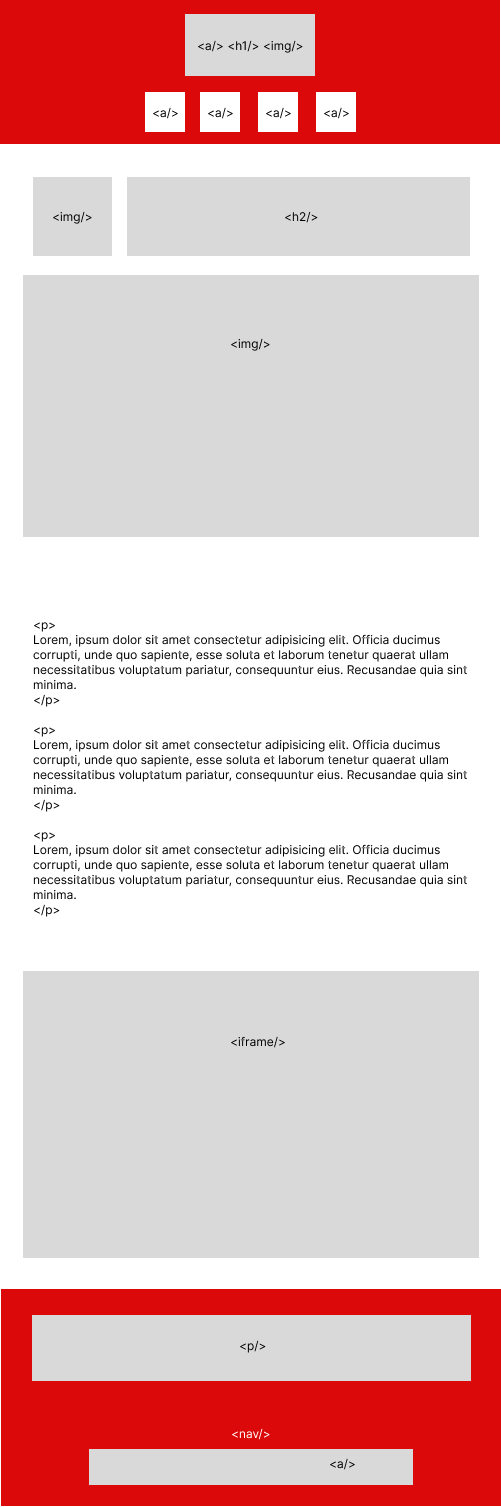 <a/> <h1/> <img/>
<a/> <a/> <a/> <a/>
<img/> <h2/>
<img/>
<p>
Lorem, ipsum dolor sit amet consectetur adipisicing elit. Officia ducimus
corrupti, unde quo sapiente, esse soluta et laborum tenetur quaerat ullam
necessitatibus voluptatum pariatur, consequuntur eius. Recusandae quia sint
minima.
</p>
<p>
Lorem, ipsum dolor sit amet consectetur adipisicing elit. Officia ducimus
corrupti, unde quo sapiente, esse soluta et laborum tenetur quaerat ullam
necessitatibus voluptatum pariatur, consequuntur eius. Recusandae quia sint
minima.
</p>
<p>
Lorem, ipsum dolor sit amet consectetur adipisicing elit. Officia ducimus
corrupti, unde quo sapiente, esse soluta et laborum tenetur quaerat ullam
necessitatibus voluptatum pariatur, consequuntur eius. Recusandae quia sint
minima.
</p>
<iframe/>
<p/>
<nav/>
<a/>